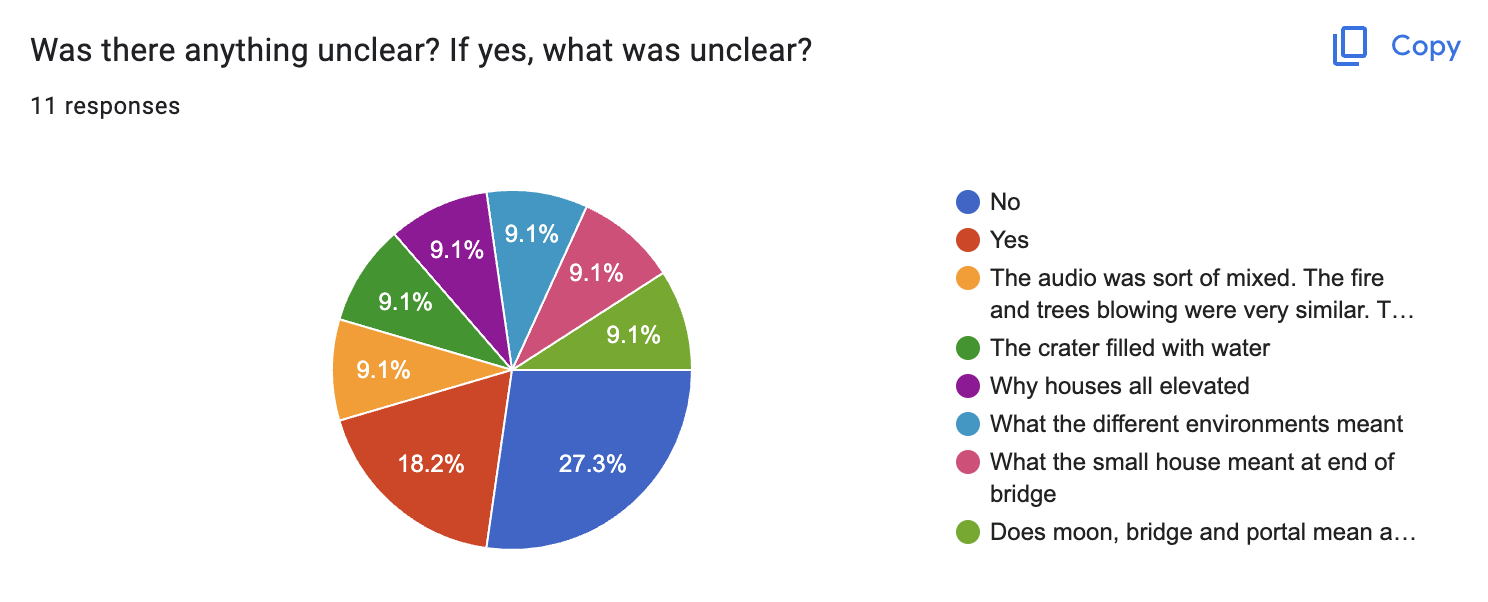 Was there anything unclear? If yes, what was unclear?
Copy
11 responses
9.1%
9.1%
9.1%
9.1%
9.1%
9.1%
18.2%
27.3%
No
Yes
The audio was sort of mixed. The fire
and trees blowing were very similar. T...
The crater filled with water
Why houses all elevated
What the different environments meant
What the small house meant at end of
bridge
Does moon, bridge and portal mean a...